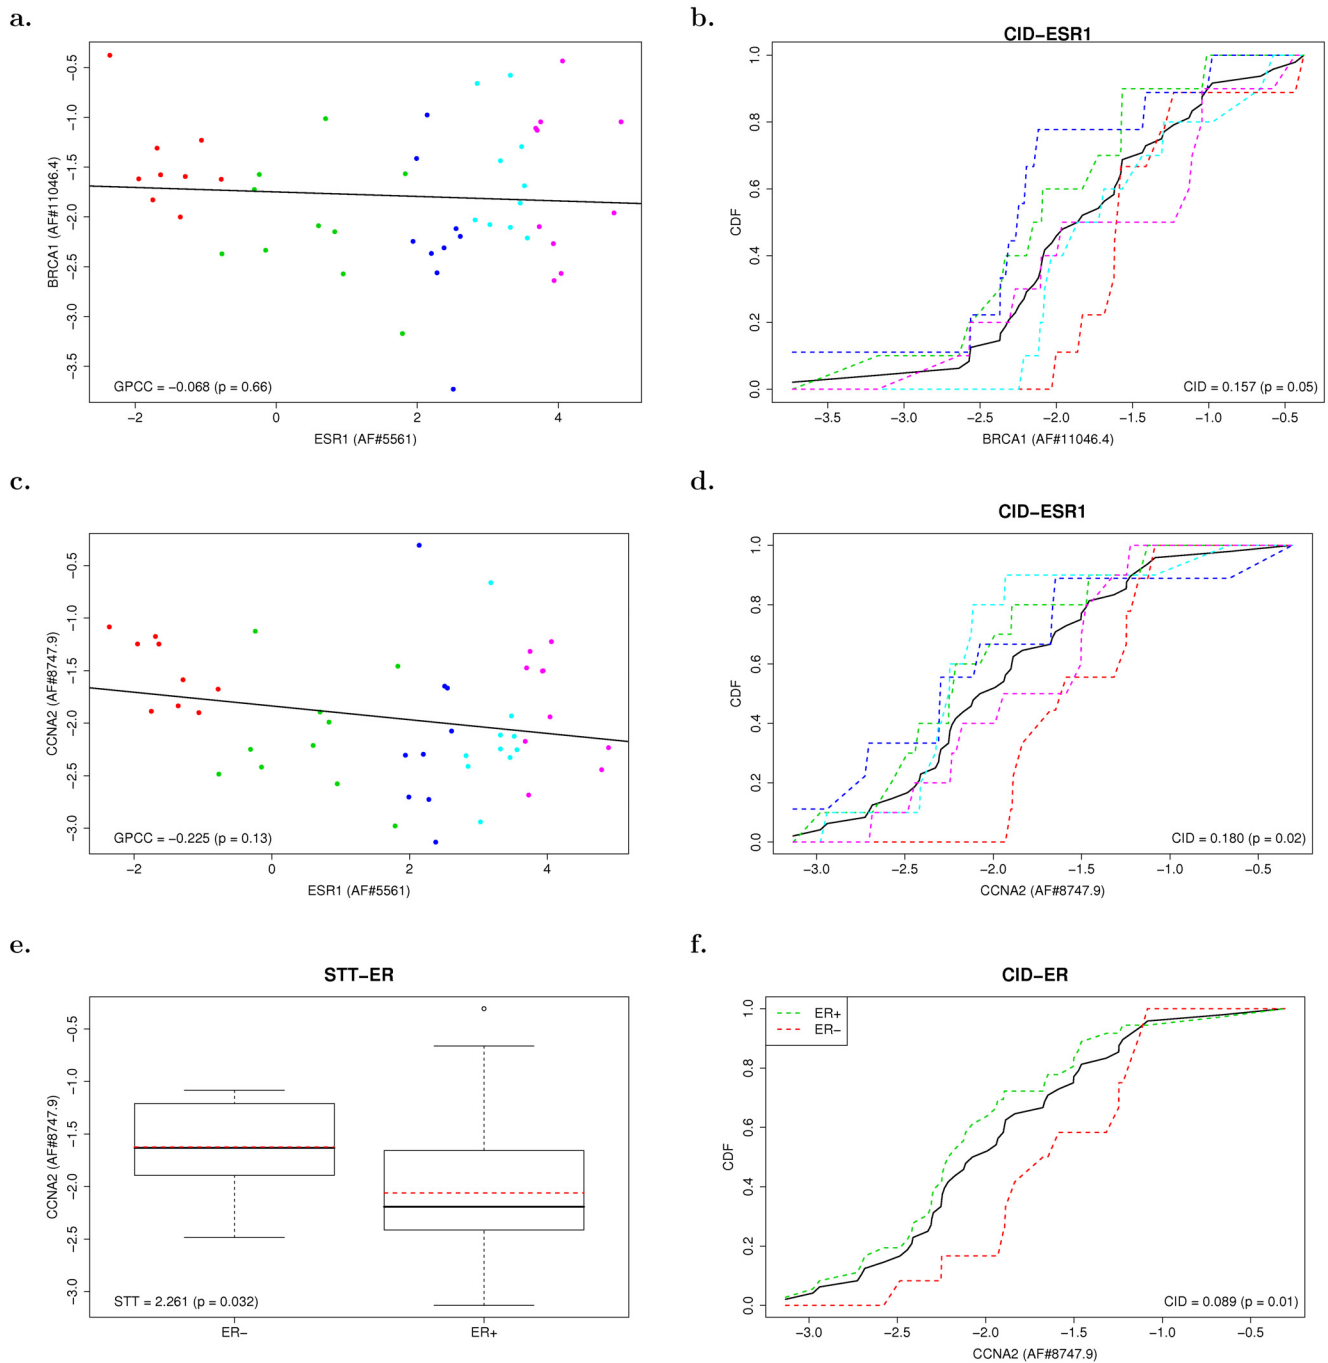 a.
−0.5
−1.0
−1.5
−2.0
−2.5
−3.0
−3.5
BRCA1 (AF#11046.4)
GPCC = −0.068 (p = 0.66)
−2 0 2 4
ESR1 (AF#5561)
b.
CID−ESR1
1.0
0.8
0.6
0.4
0.2
0.0
CDF
CID = 0.157 (p = 0.05)
−3.5 −3.0 −2.5 −2.0 −1.5 −1.0 −0.5
BRCA1 (AF#11046.4)
c.
−0.5
−1.0
−1.5
−2.0
−2.5
−3.0
CCNA2 (AF#8747.9)
GPCC = −0.225 (p = 0.13)
−2 0 2 4
ESR1 (AF#5561)
d.
CID−ESR1
1.0
0.8
0.6
0.4
0.2
0.0
CDF
CID = 0.180 (p = 0.02)
−3.0 −2.5 −2.0 −1.5 −1.0 −0.5
CCNA2 (AF#8747.9)
e.
STT−ER
−0.5
−1.0
−1.5
−2.0
−2.5
−3.0
CCNA2 (AF#8747.9)
STT = 2.261 (p = 0.032)
ER− ER+
f.
CID−ER
ER+
ER−
1.0
0.8
0.6
0.4
0.2
0.0
CDF
CID = 0.089 (p = 0.01)
−3.0 −2.5 −2.0 −1.5 −1.0 −0.5
CCNA2 (AF#8747.9)